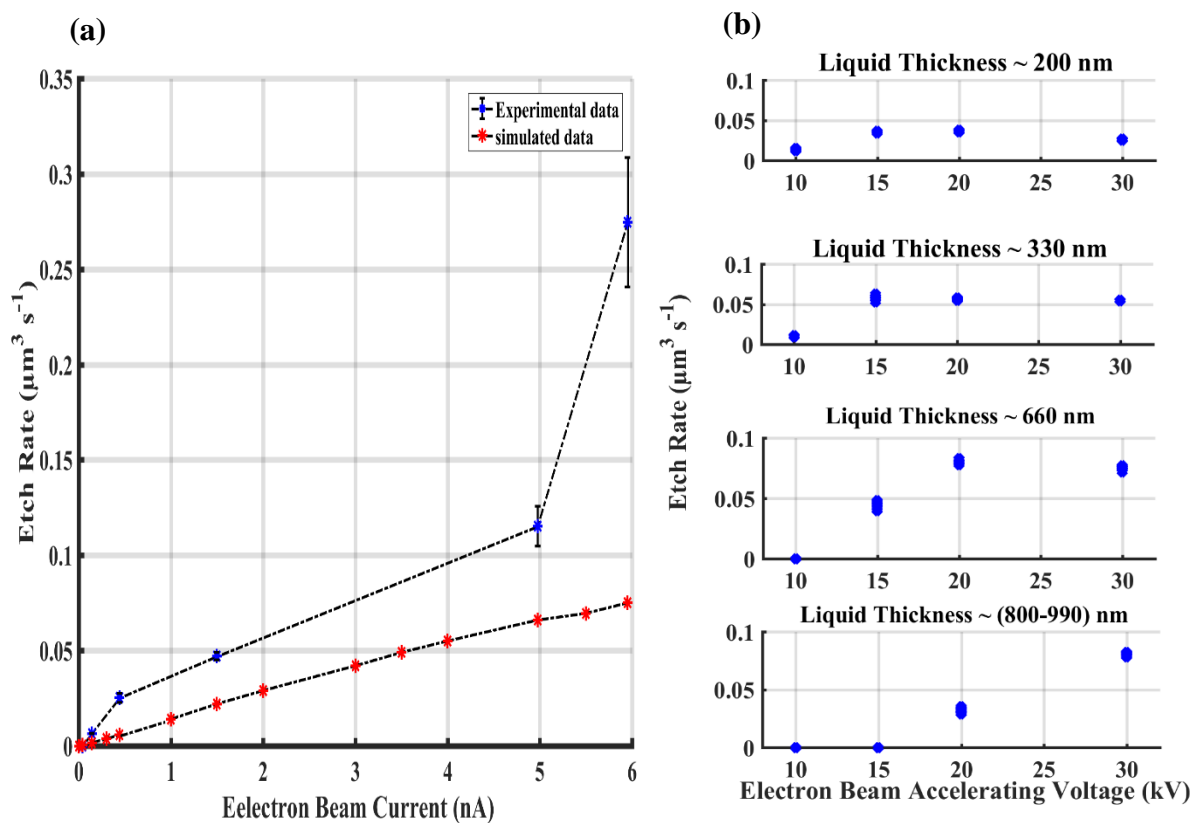 (a)
0.35
0.3
0.25
0.2
0.15
0.1
0.05
0
Etch Rate (μm³ s⁻¹)
Experimental data
simulated data
0 1 2 3 4 5 6
Eelectron Beam Current (nA)
(b)
Liquid Thickness ~ 200 nm
0.1
0.05
0
10 15 20 25 30
Liquid Thickness ~ 330 nm
0.1
0.05
0
10 15 20 25 30
Etch Rate (μm³ s⁻¹)
Liquid Thickness ~ 660 nm
0.1
0.05
0
10 15 20 25 30
Liquid Thickness ~ (800-990) nm
0.1
0.05
0
10 15 20 25 30
Electron Beam Accelerating Voltage (kV)